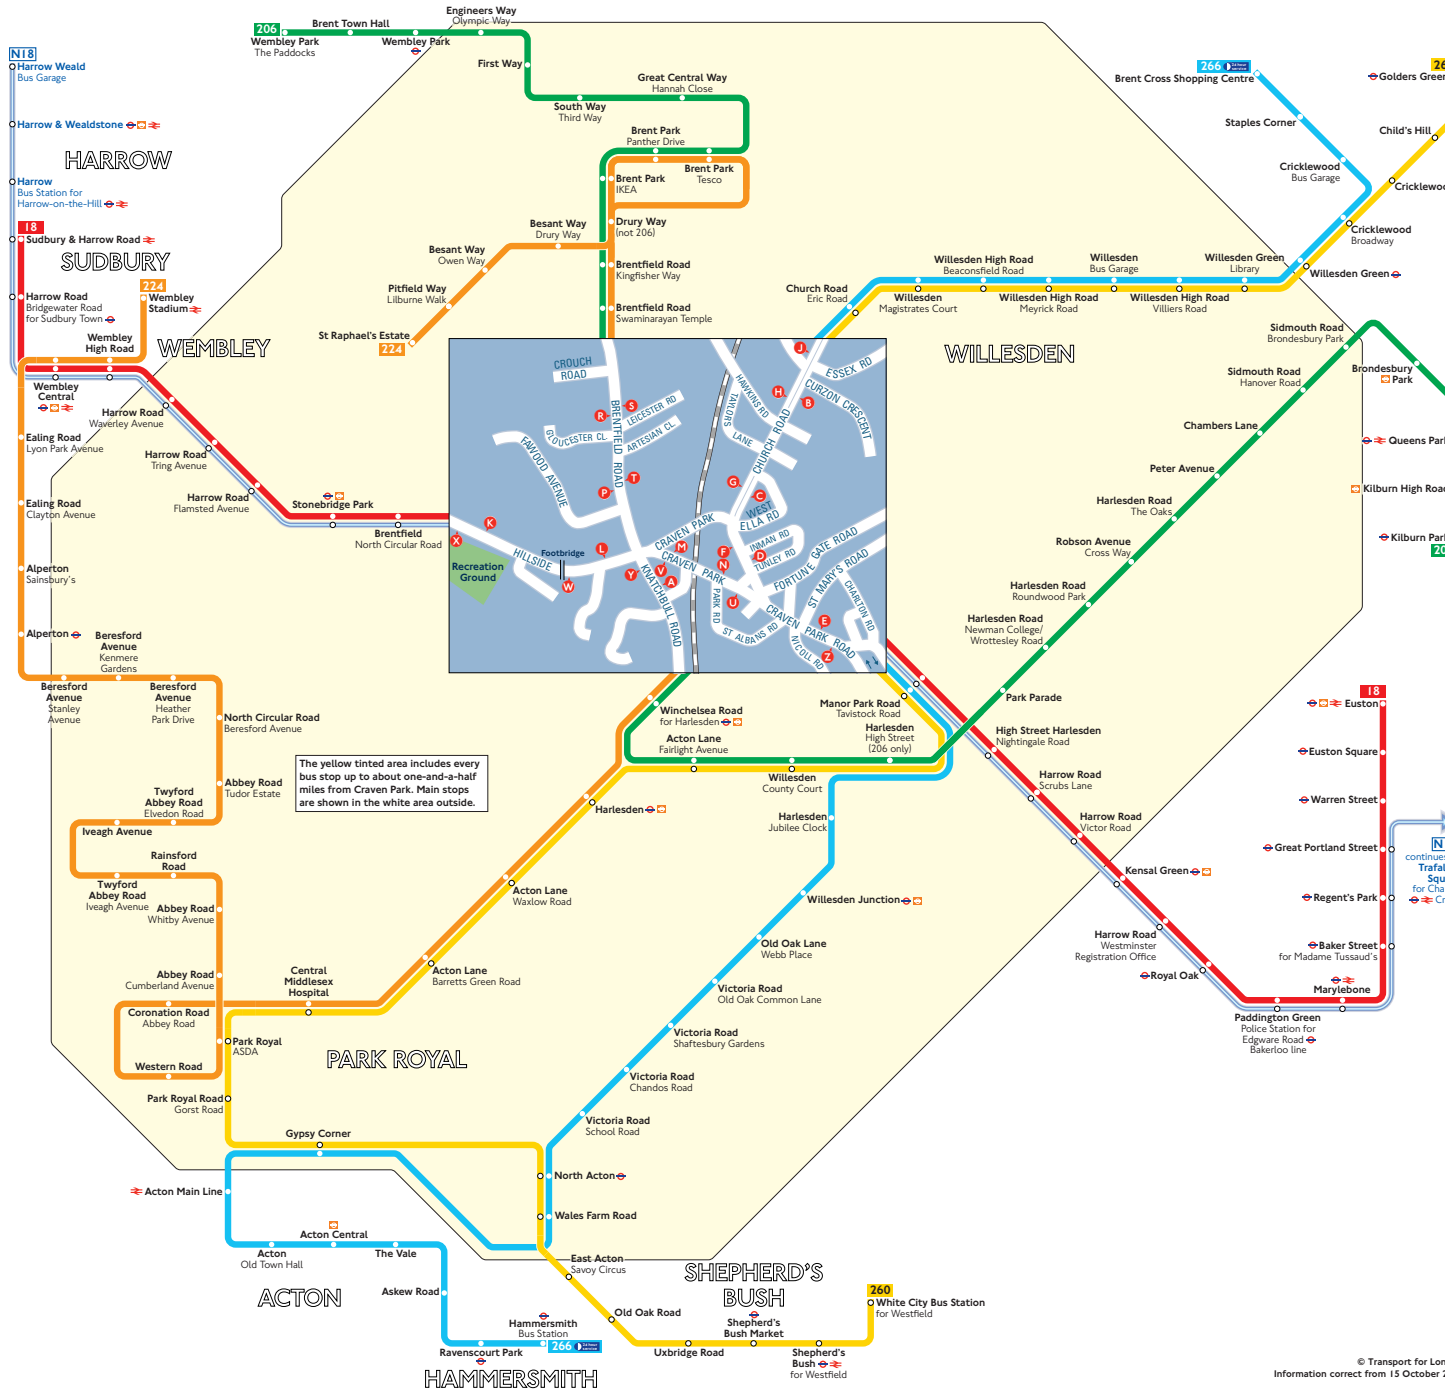 206
Wembley Park
The Paddocks
Brent Town Hall
Wembley Park
Engineers Way
Olympic Way
First Way
South Way
Third Way
Great Central Way
Hannah Close
Brent Park
Panther Drive
Brent Park
Tesco
Brent Park
IKEA
Drury Way
(not 206)
Besant Way
Drury Way
Besant Way
Owen Way
Pitfield Way
Lilburne Walk
St Raphael's Estate
224
Brentfield Road
Kingfisher Way
Brentfield Road
Swaminarayan Temple
N18
Harrow Weald
Bus Garage
Harrow & Wealdstone
HARROW
Harrow
Bus Station for
Harrow-on-the-Hill
18
Sudbury & Harrow Road
SUDBURY
Harrow Road
Bridgewater Road
for Sudbury Town
224
Wembley
Stadium
Wembley
High Road
WEMBLEY
Wembley
Central
Harrow Road
Waverley Avenue
Harrow Road
Tring Avenue
Harrow Road
Flamsted Avenue
Stonebridge Park
Brentfield
North Circular Road
Ealing Road
Lyon Park Avenue
Ealing Road
Clayton Avenue
Alperton
Sainsbury's
Alperton
Beresford
Avenue
Kenmere
Gardens
Beresford
Avenue
Stanley
Avenue
Beresford
Avenue
Heather
Park Drive
North Circular Road
Beresford Avenue
Abbey Road
Tudor Estate
Twyford
Abbey Road
Elvedon Road
Iveagh Avenue
Rainsford
Road
Twyford
Abbey Road
Iveagh Avenue
Abbey Road
Whitby Avenue
Abbey Road
Cumberland Avenue
Coronation Road
Abbey Road
Western Road
Central
Middlesex
Hospital
Park Royal
ASDA
PARK ROYAL
Park Royal Road
Gorst Road
Gypsy Corner
Acton Main Line
Acton
Old Town Hall
Acton Central
The Vale
ACTON
Askew Road
Hammersmith
Bus Station
266
24 hour
service
Ravenscourt Park
HAMMERSMITH
The yellow tinted area includes every
bus stop up to about one-and-a-half
miles from Craven Park. Main stops
are shown in the white area outside.
266
24 hour
service
Brent Cross Shopping Centre
Staples Corner
Cricklewood
Bus Garage
26
Golders Green
Child's Hill
Cricklewoo
Cricklewood
Broadway
Willesden Green
Willesden Green
Library
Willesden High Road
Villiers Road
Willesden
Bus Garage
Willesden High Road
Meyrick Road
Willesden High Road
Beaconsfield Road
Willesden
Magistrates Court
Church Road
Eric Road
WILLESDEN
Sidmouth Road
Brondesbury Park
Sidmouth Road
Hanover Road
Brondesbury
Park
Queens Park
Kilburn High Road
Kilburn Park
20
Chambers Lane
Peter Avenue
Harlesden Road
The Oaks
Robson Avenue
Cross Way
Harlesden Road
Roundwood Park
Harlesden Road
Newman College/
Wrottesley Road
Park Parade
CROUCH
ROAD
BRENTFIELD ROAD
LEICESTER RD
GLOUCESTER CL.
ARTESIAN CL.
FAWOOD AVENUE
HAWKINS RD
TAYLORS
LANE
CHURCH ROAD
ESSEX RD
CURZON CRESCENT
WEST
ELLA RD
CRAVEN PARK
CRAVEN PARK
INMAN RD
TUNLEY RD
FORTUNE GATE ROAD
ST MARY'S ROAD
CHARLTON RD
CRAVEN PARK ROAD
NICOLL RD
PARK RD
ST ALBANS RD
KNATCHBULL ROAD
HILLSIDE
Footbridge
Recreation
Ground
J
H
B
S
R
T
P
G
C
K
X
L
M
F
N
D
Y
V
A
W
U
E
Z
Winchelsea Road
for Harlesden
Acton Lane
Fairlight Avenue
Willesden
County Court
Harlesden
High Street
(206 only)
Manor Park Road
Tavistock Road
High Street Harlesden
Nightingale Road
Harrow Road
Scrubs Lane
Harrow Road
Victor Road
Kensal Green
Harrow Road
Westminster
Registration Office
Royal Oak
Paddington Green
Police Station for
Edgware Road
Bakerloo line
Marylebone
Baker Street
for Madame Tussaud's
Regent's Park
Great Portland Street
Warren Street
Euston Square
Euston
18
N
continues
Trafal
Squ
for Cha
Cr
Harlesden
Harlesden
Jubilee Clock
Acton Lane
Waxlow Road
Acton Lane
Barretts Green Road
Willesden Junction
Old Oak Lane
Webb Place
Victoria Road
Old Oak Common Lane
Victoria Road
Shaftesbury Gardens
Victoria Road
Chandos Road
Victoria Road
School Road
North Acton
Wales Farm Road
East Acton
Savoy Circus
Old Oak Road
SHEPHERD'S
BUSH
Uxbridge Road
Shepherd's
Bush Market
Shepherd's
Bush
for Westfield
260
White City Bus Station
for Westfield
© Transport for Lon
Information correct from 15 October 2